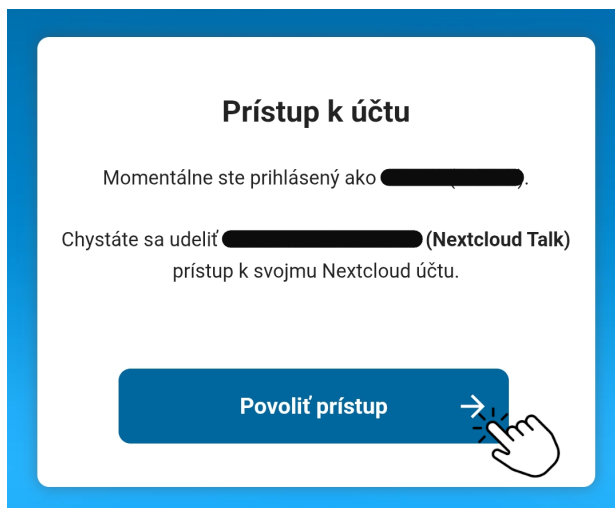 Prístup k účtu
Momentálne ste prihlásený ako
Chystáte sa udeliť (Nextcloud Talk)
prístup k svojmu Nextcloud účtu.
Povoliť prístup